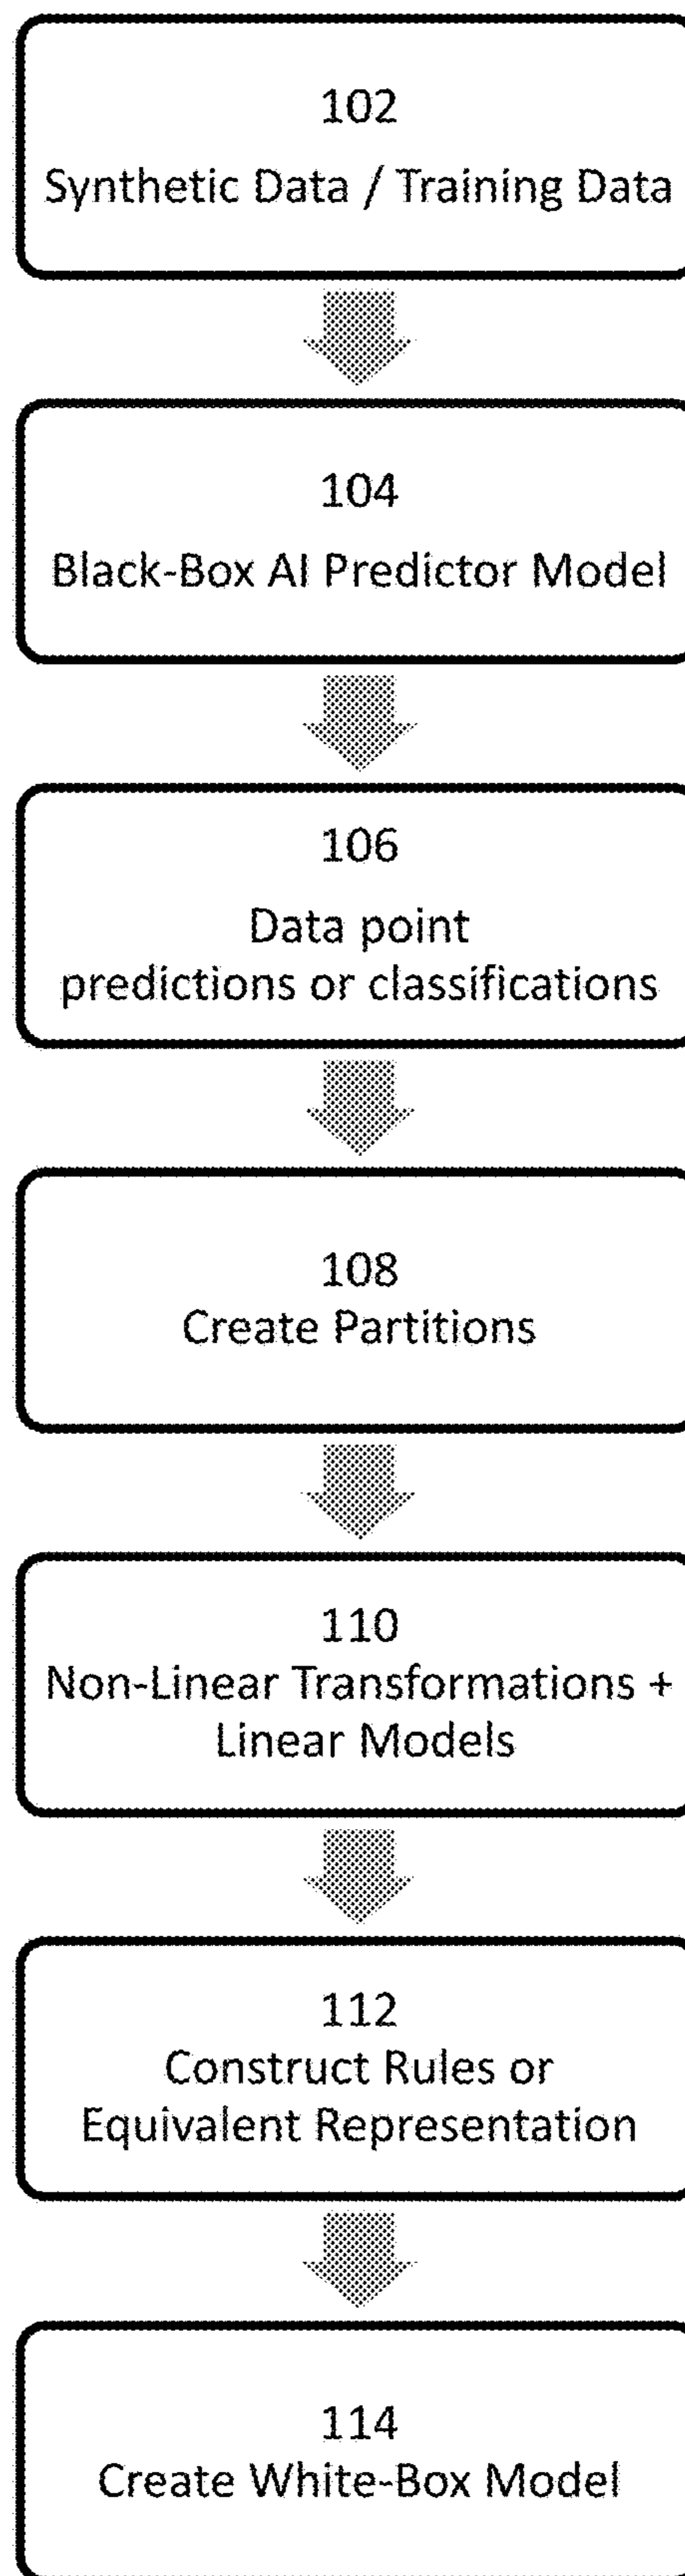 102
Synthetic Data / Training Data
104
Black-Box AI Predictor Model
106
Data point
predictions or classifications
108
Create Partitions
110
Non-Linear Transformations +
Linear Models
112
Construct Rules or
Equivalent Representation
114
Create White-Box Model